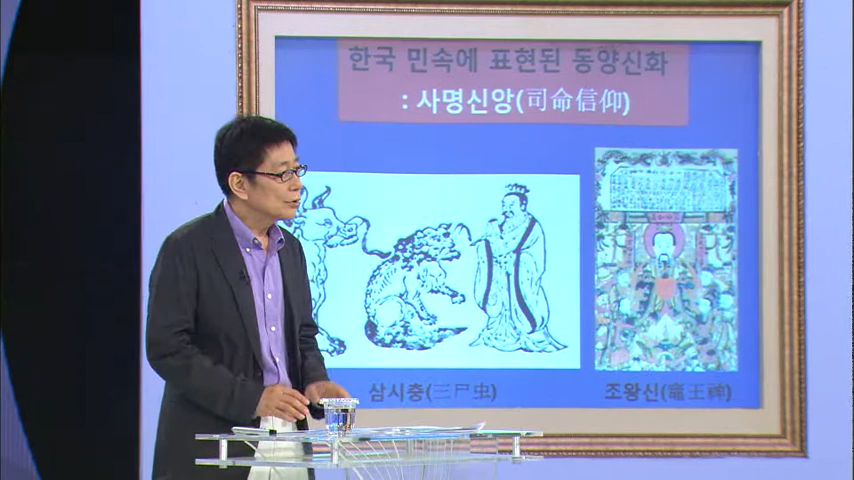 한국 민속에 표현된 동양신화
: 사명신앙(司命信仰)
삼시충(三尸虫)
조왕신(竈王神)